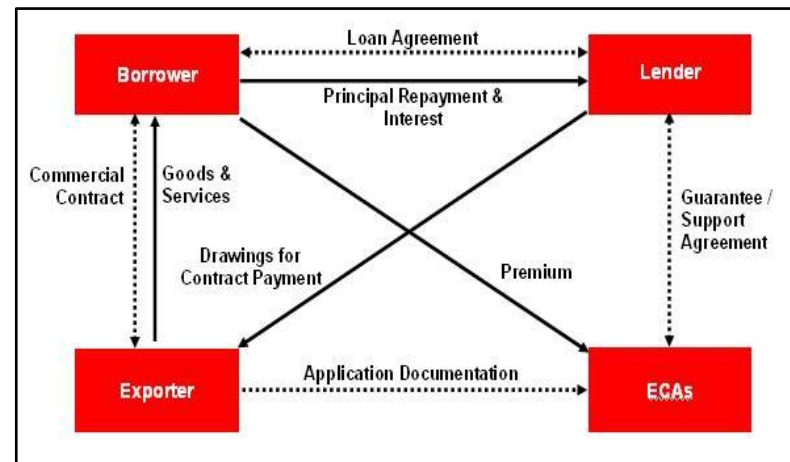 Loan Agreement
Borrower
Lender
Principal Repayment &
Interest
Commercial
Contract
Goods &
Services
Guarantee /
Support
Agreement
Drawings for
Contract Payment
Premium
Application Documentation
Exporter
ECAs